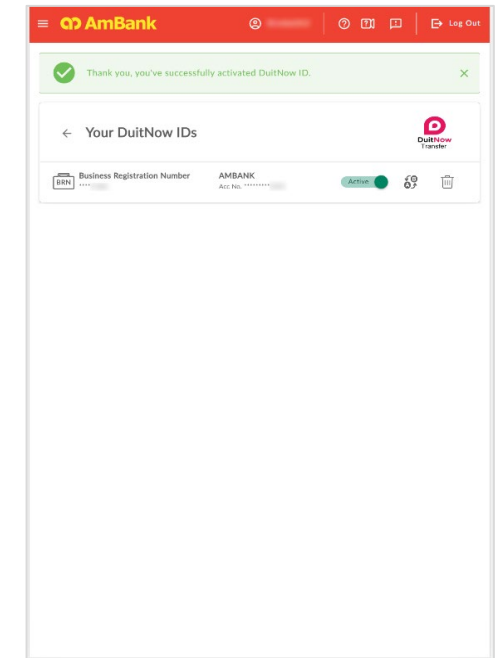 AmBank
Log Out
Thank you, you've successfully activated DuitNow ID.
Your DuitNow IDs
DuitNow
Transfer
BRN
Business Registration Number
••••
AMBANK
Acc No. •••••••••
Active